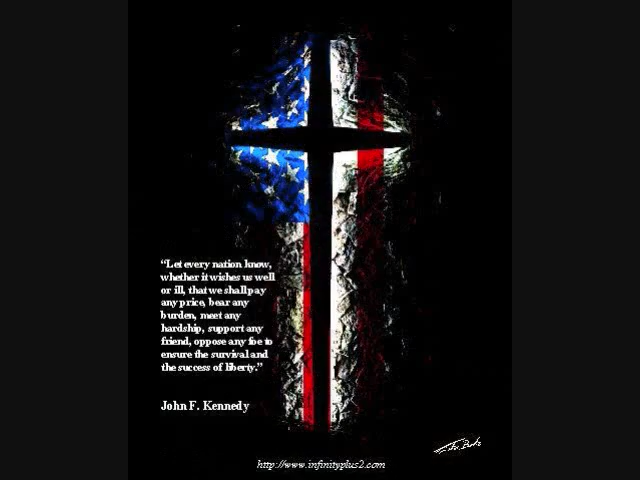 “Let every nation know,
whether it wishes us well
or ill, that we shall pay
any price, bear any
burden, meet any
hardship, support any
friend, oppose any foe to
ensure the survival and
the success of liberty.”
John F. Kennedy
http://www.infinityplus2.com